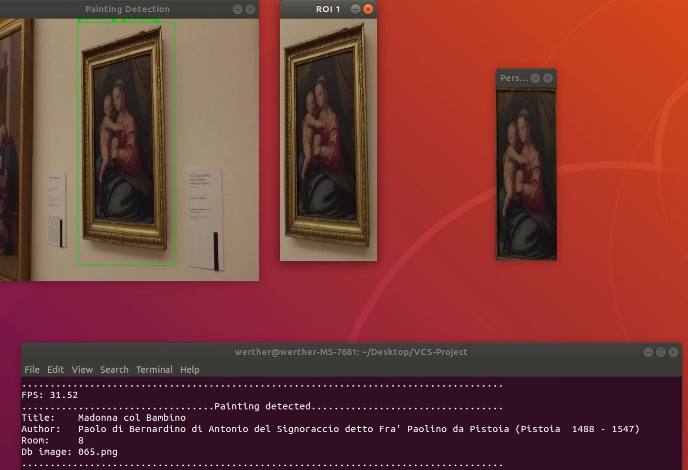 Painting Detection
ROI 1
Pers...
werther@werther-MS-7681: ~/Desktop/VCS-Project
File Edit View Search Terminal Help
....................................................................................
FPS: 31.52
..................................Painting detected..................................
Title: Madonna col Bambino
Author: Paolo di Bernardino di Antonio del Signoraccio detto Fra' Paolino da Pistoia (Pistoia 1488 - 1547)
Room: 8
Db image: 065.png
....................................................................................